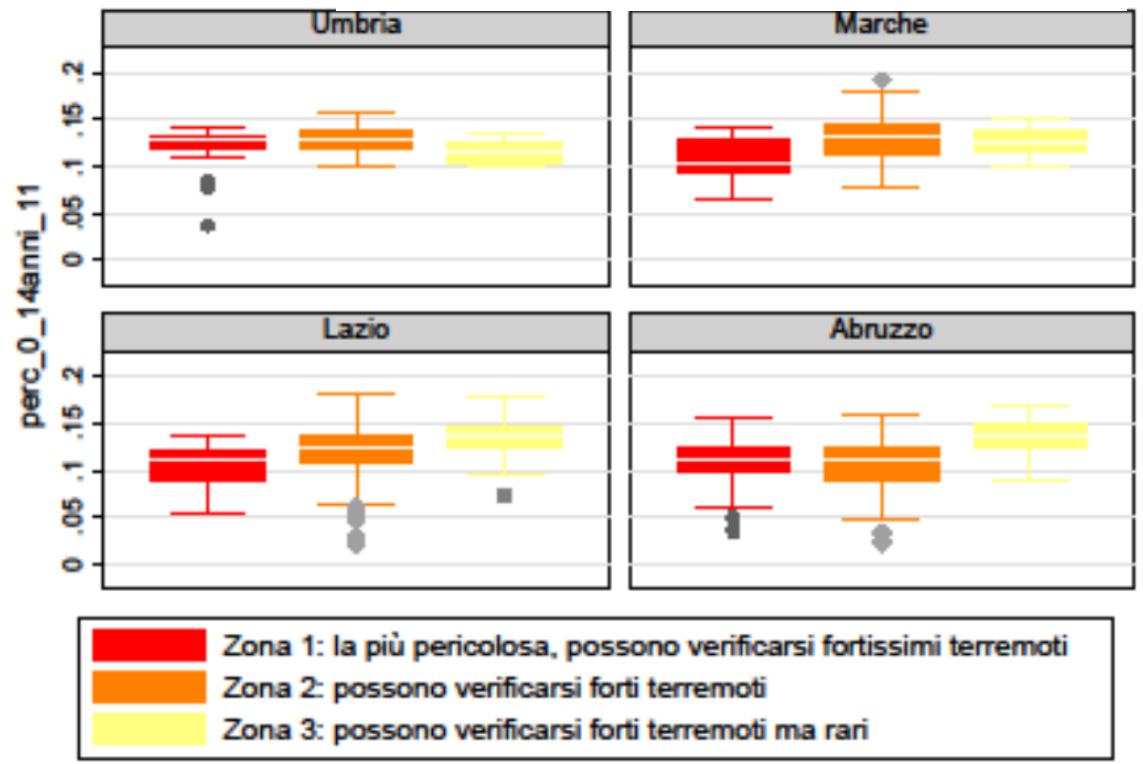 Umbria
Marche
.2
.15
.1
.05
0
perc_0_14anni_11
Lazio
Abruzzo
.2
.15
.1
.05
0
Zona 1: la più pericolosa, possono verificarsi fortissimi terremoti
Zona 2: possono verificarsi forti terremoti
Zona 3: possono verificarsi forti terremoti ma rari